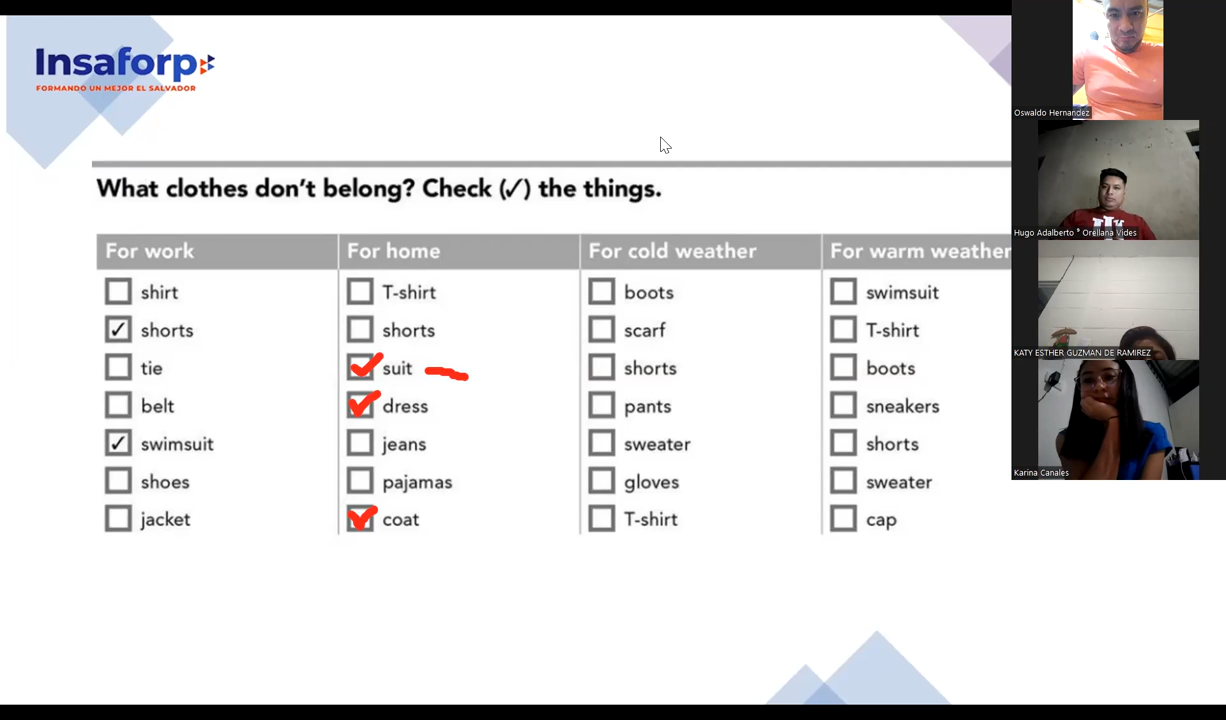 Insaforp
FORMANDO UN MEJOR EL SALVADOR
What clothes don't belong? Check (✓) the things.
For work
shirt
shorts
tie
belt
swimsuit
shoes
jacket
For home
T-shirt
shorts
suit
dress
jeans
pajamas
coat
For cold weather
boots
scarf
shorts
pants
sweater
gloves
T-shirt
For warm weather
swimsuit
T-shirt
boots
sneakers
shorts
sweater
cap
Oswaldo Hernandez
Hugo Adalberto * Orellana Vides
KATY ESTHER GUZMAN DE RAMIREZ
Karina Canales